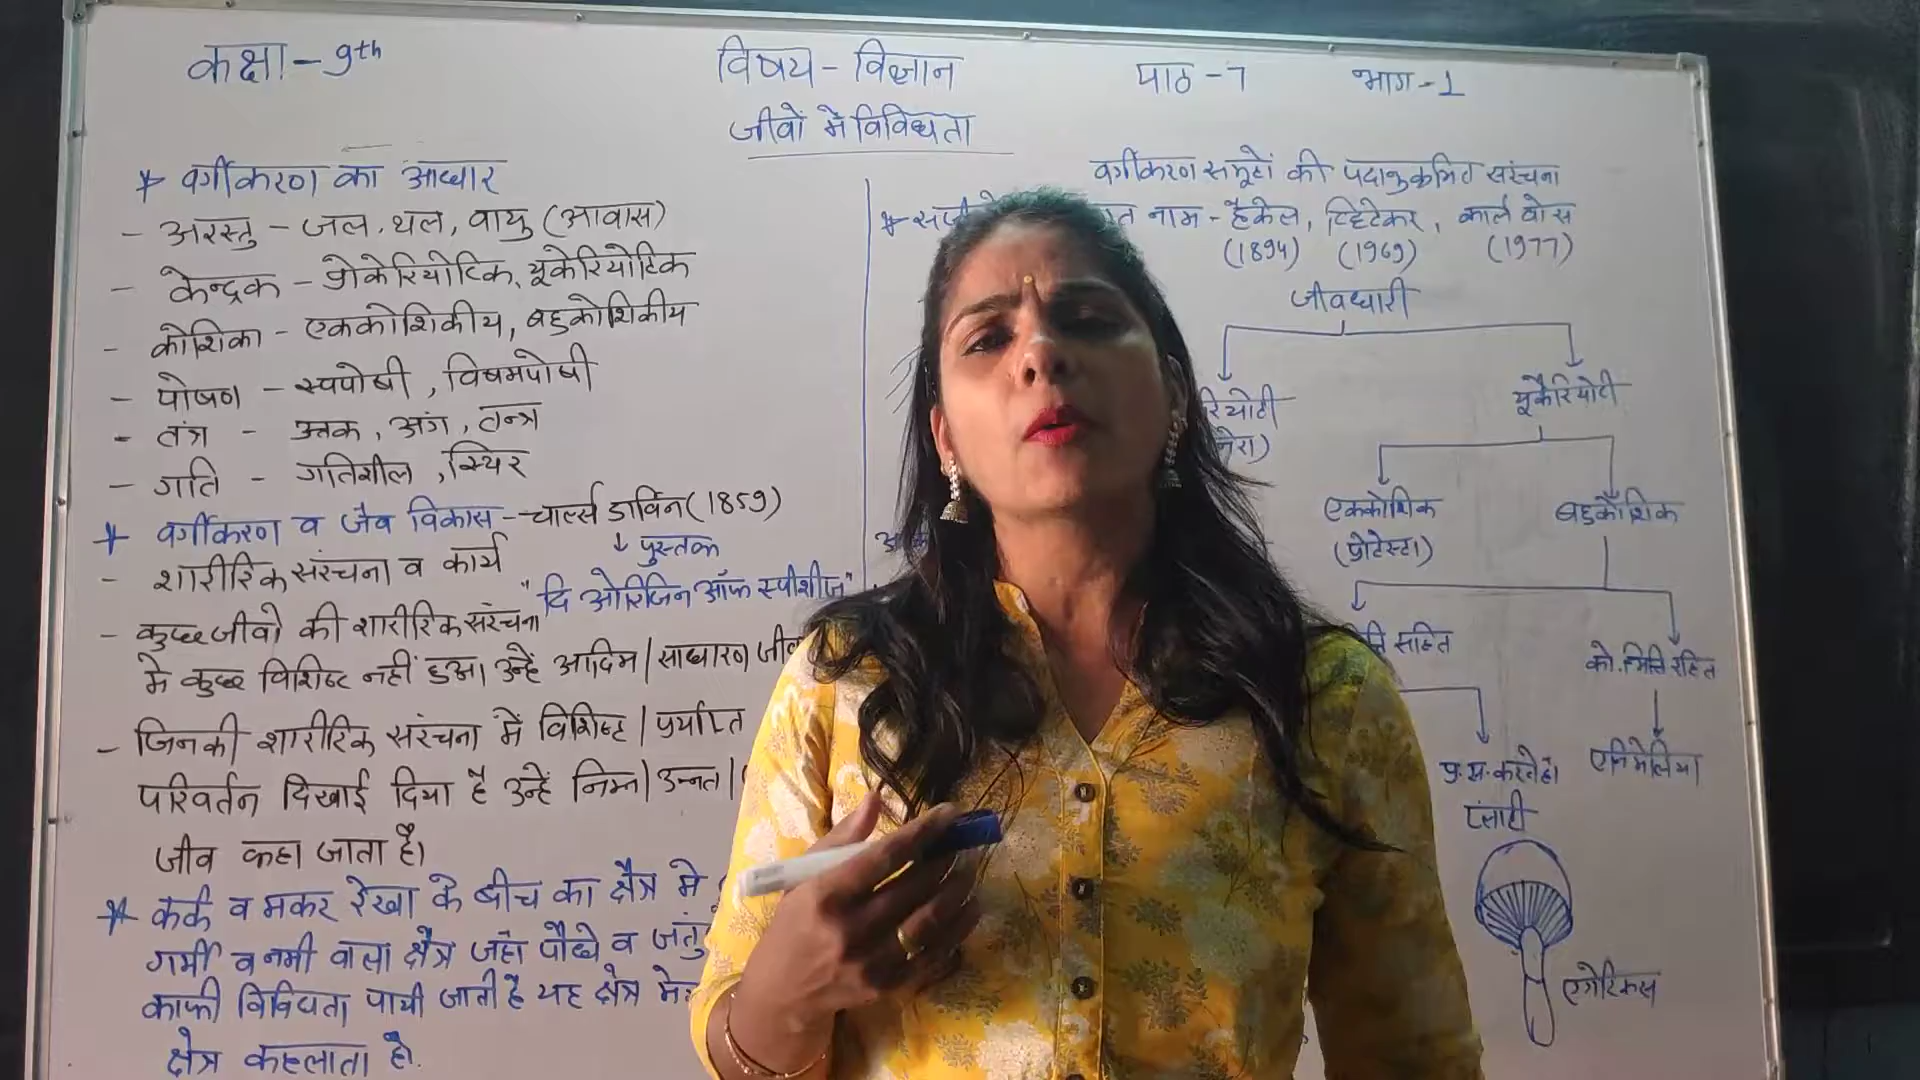 कक्षा - 9th
विषय - विज्ञान
पाठ - 7
भाग - 1
जीवों में विविधता
* वर्गीकरण का आधार
- अरस्तु - जल, थल, वायु (आवास)
- केन्द्रक - प्रोकेरियोटिक, यूकेरियोटिक
- कोशिका - एककोशिकीय, बहुकोशिकीय
- पोषण - स्वपोषी, विषमपोषी
- तंत्र - ऊतक, अंग, तन्त्र
- गति - गतिशील, स्थिर
* वर्गीकरण व जैव विकास - चार्ल्स डार्विन (1859)
↓ पुस्तक
- शारीरिक संरचना व कार्य
"दि ओरिजिन ऑफ स्पीशीज"
- कुछ जीवो की शारीरिक संरचना
मे कुछ विशिष्ट नहीं हुआ उन्हें आदिम / साधारण
- जिनकी शारीरिक संरचना में विशिष्ट / पर्याप्त
परिवर्तन दिखाई दिया है उन्हें निम्न / उन्नत /
जीव कहा जाता है।
* कर्क व मकर रेखा के बीच का क्षेत्र मे
गर्मी व नमी वाला क्षेत्र जहाँ पौधे व
काफी विविधता पायी जाती है यह क्षेत्र
क्षेत्र कहलाता है.
वर्गीकरण समूहों की पदानुक्रमित संरचना
नाम - हैकेल, व्हिटेकर, कार्ल वोस
(1894) (1969) (1977)
जीवधारी
यूकैरियोटी
एककोशिक
(प्रोटेस्टा)
बहुकोशिक
सहित
को. भित्ति रहित
प्र. स. करते है।
एनिमेलिया
प्लांटी
एगेरिकस